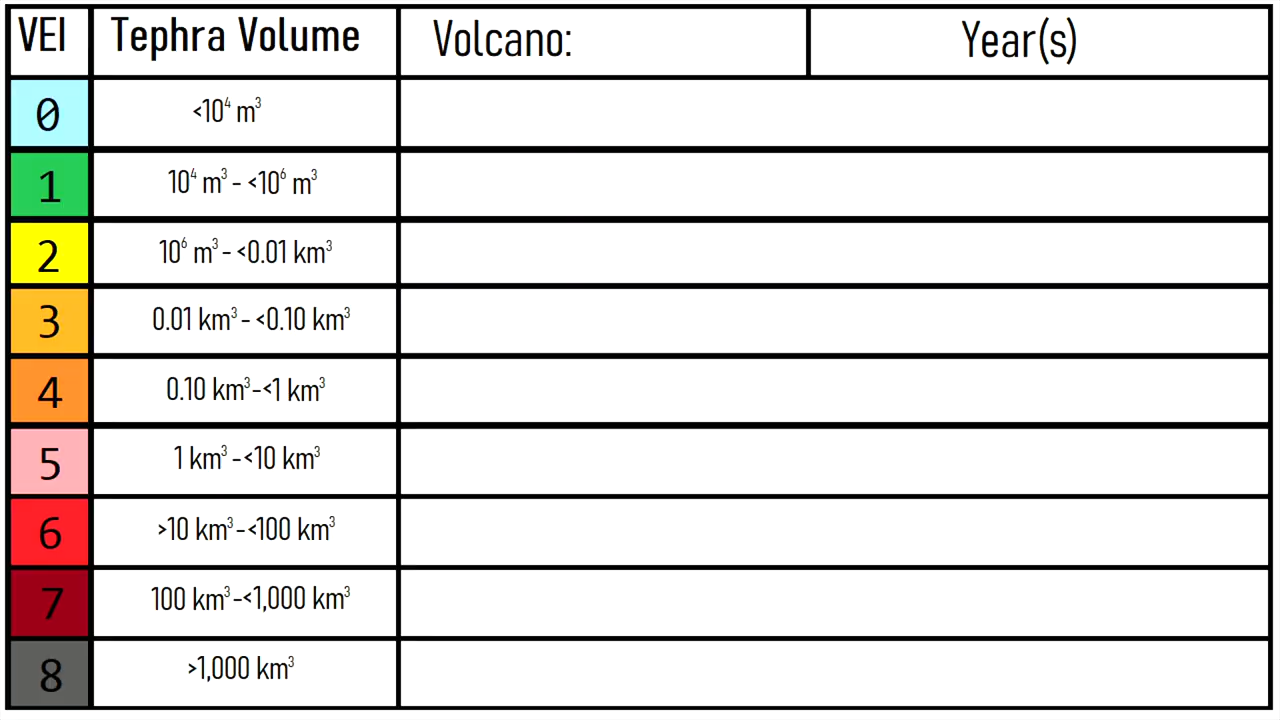 VEI Tephra Volume Volcano: Year(s)
0 <10⁴ m³
1 10⁴ m³ - <10⁶ m³
2 10⁶ m³ - <0.01 km³
3 0.01 km³ - <0.10 km³
4 0.10 km³-<1 km³
5 1 km³ -<10 km³
6 >10 km³-<100 km³
7 100 km³-<1,000 km³
8 >1,000 km³